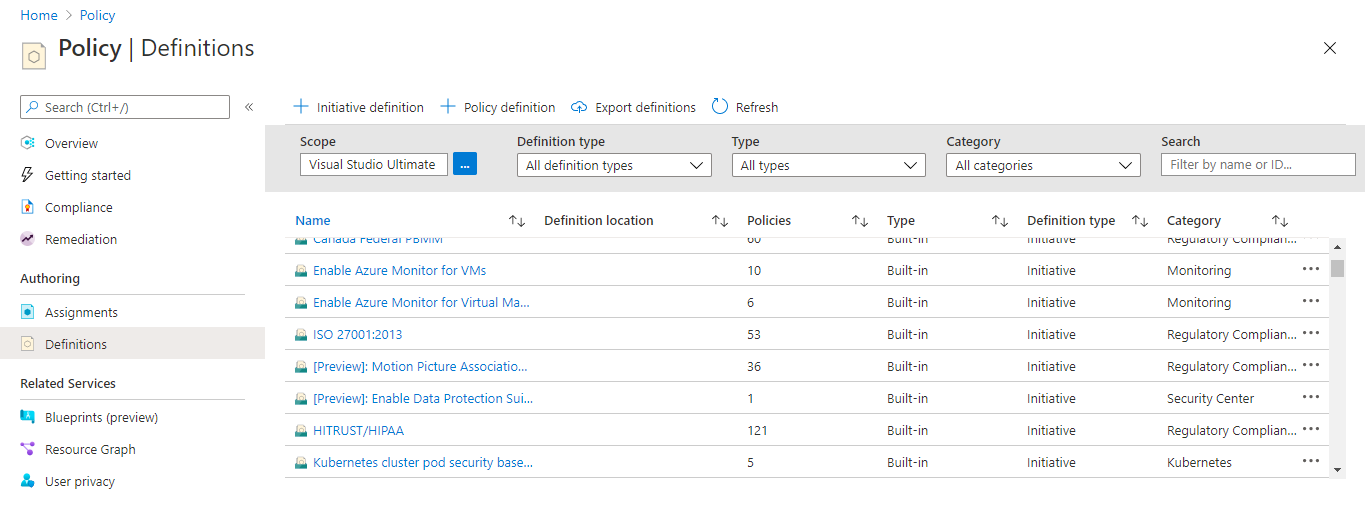 Home > Policy
Policy | Definitions
Search (Ctrl+/)
«
Overview
Getting started
Compliance
Remediation
Authoring
Assignments
Definitions
Related Services
Blueprints (preview)
Resource Graph
User privacy
+ Initiative definition + Policy definition Export definitions Refresh
Scope Definition type Type Category Search
Visual Studio Ultimate ... All definition types All types All categories Filter by name or ID...
Name Definition location Policies Type Definition type Category
Canada Federal PBMM 60 Built-in Initiative Regulatory Complian... 
Enable Azure Monitor for VMs 10 Built-in Initiative Monitoring ...
Enable Azure Monitor for Virtual Ma... 6 Built-in Initiative Monitoring ...
ISO 27001:2013 53 Built-in Initiative Regulatory Complian... ...
[Preview]: Motion Picture Associatio... 36 Built-in Initiative Regulatory Complian... ...
[Preview]: Enable Data Protection Sui... 1 Built-in Initiative Security Center ...
HITRUST/HIPAA 121 Built-in Initiative Regulatory Complian... ...
Kubernetes cluster pod security base... 5 Built-in Initiative Kubernetes ...